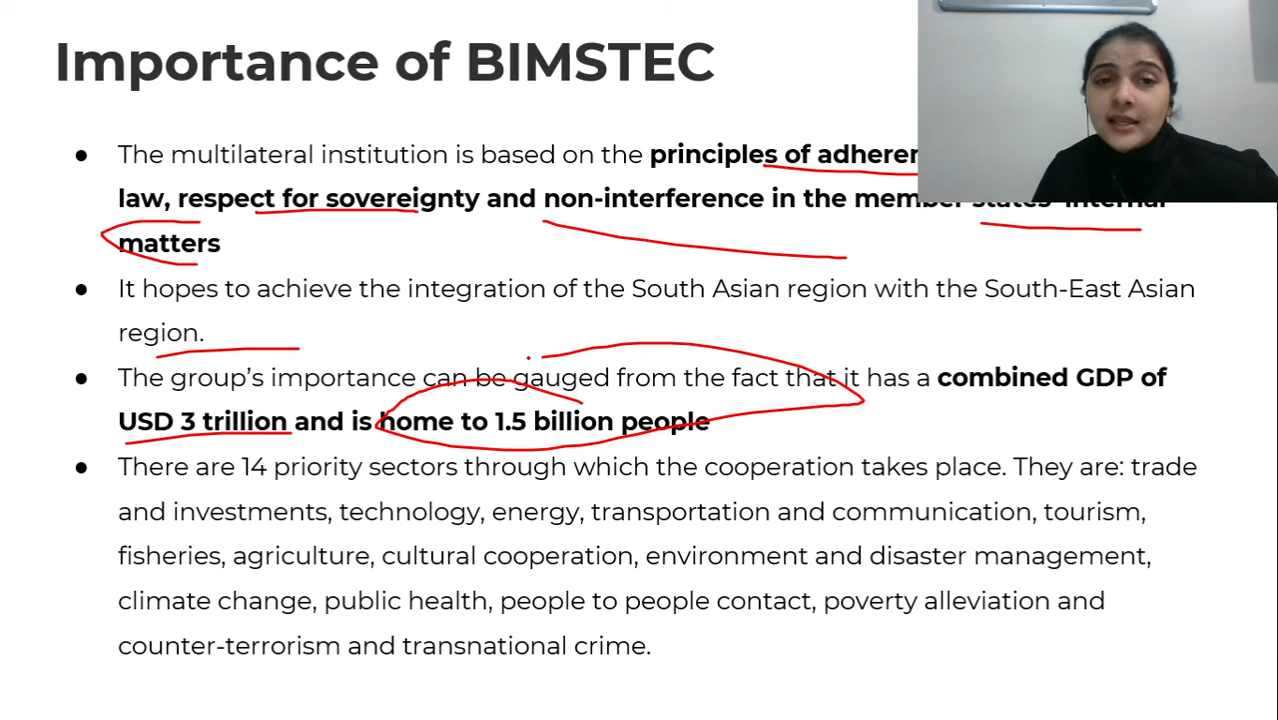 Importance of BIMSTEC
● The multilateral institution is based on the principles of
law, respect for sovereignty and non-interference in the member states' internal
matters
● It hopes to achieve the integration of the South Asian region with the South-East Asian
region.
● The group's importance can be gauged from the fact that it has a combined GDP of
USD 3 trillion and is home to 1.5 billion people
● There are 14 priority sectors through which the cooperation takes place. They are: trade
and investments, technology, energy, transportation and communication, tourism,
fisheries, agriculture, cultural cooperation, environment and disaster management,
climate change, public health, people to people contact, poverty alleviation and
counter-terrorism and transnational crime.